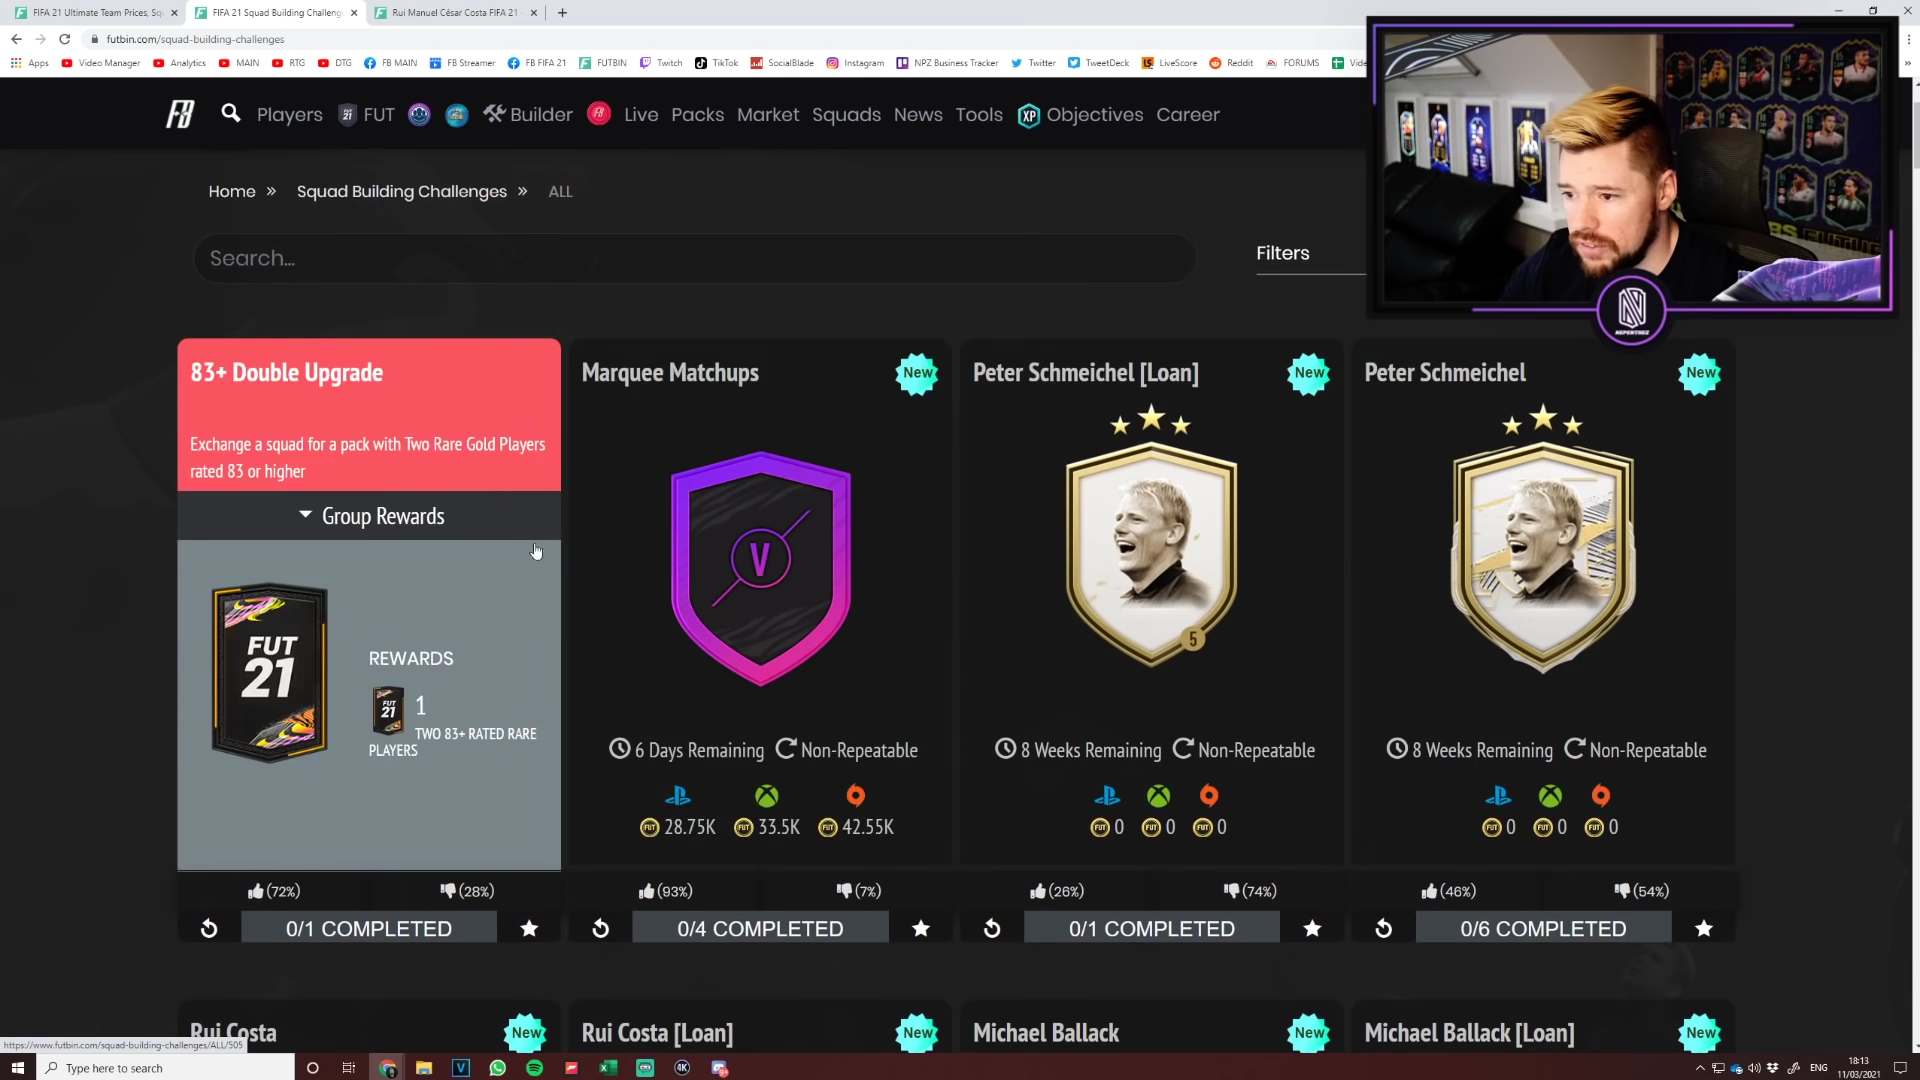 FIFA 21 Ultimate Team Prices, Sq
FIFA 21 Squad Building Challenge
Rui Manuel César Costa FIFA 21
futbin.com/squad-building-challenges
Apps
Video Manager
Analytics
MAIN
RTG
DTG
FB MAIN
FB Streamer
FB FIFA 21
FUTBIN
Twitch
TikTok
SocialBlade
Instagram
NPZ Business Tracker
Twitter
TweetDeck
LiveScore
Reddit
FORUMS
Vide
FB
Players
FUT
Builder
Live
Packs
Market
Squads
News
Tools
XP
Objectives
Career
NEPENTHEZ
Home » Squad Building Challenges » ALL
Search...
Filters
83+ Double Upgrade
Exchange a squad for a pack with Two Rare Gold Players
rated 83 or higher
Group Rewards
FUT
21
REWARDS
FUT
21
1
TWO 83+ RATED RARE
PLAYERS
(72%)
(28%)
0/1 COMPLETED
Marquee Matchups
New
V
6 Days Remaining
Non-Repeatable
28.75K
33.5K
42.55K
(93%)
(7%)
0/4 COMPLETED
Peter Schmeichel [Loan]
New
5
8 Weeks Remaining
Non-Repeatable
0
0
0
(26%)
(74%)
0/1 COMPLETED
Peter Schmeichel
New
8 Weeks Remaining
Non-Repeatable
0
0
0
(46%)
(54%)
0/6 COMPLETED
Rui Costa
New
Rui Costa [Loan]
New
Michael Ballack
New
Michael Ballack [Loan]
New
https://www.futbin.com/squad-building-challenges/ALL/505
Type here to search
4K
ENG
18:13
11/03/2021